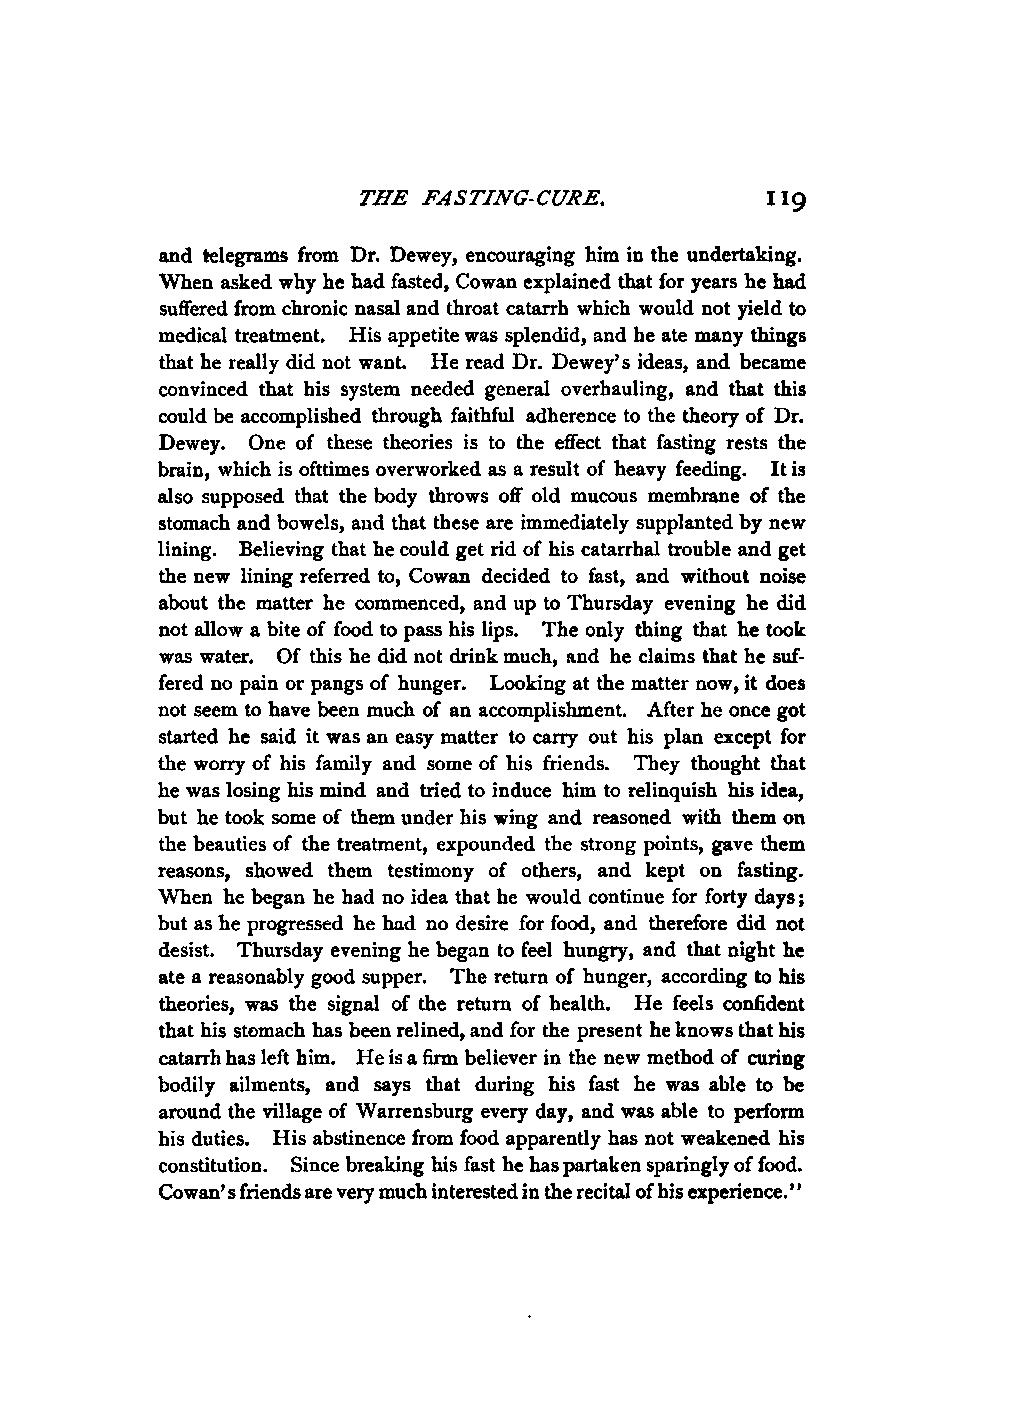 THE FASTING-CURE. 119
and telegrams from Dr. Dewey, encouraging him in the undertaking.
When asked why he had fasted, Cowan explained that for years he had
suffered from chronic nasal and throat catarrh which would not yield to
medical treatment. His appetite was splendid, and he ate many things
that he really did not want. He read Dr. Dewey's ideas, and became
convinced that his system needed general overhauling, and that this
could be accomplished through faithful adherence to the theory of Dr.
Dewey. One of these theories is to the effect that fasting rests the
brain, which is ofttimes overworked as a result of heavy feeding. It is
also supposed that the body throws off old mucous membrane of the
stomach and bowels, and that these are immediately supplanted by new
lining. Believing that he could get rid of his catarrhal trouble and get
the new lining referred to, Cowan decided to fast, and without noise
about the matter he commenced, and up to Thursday evening he did
not allow a bite of food to pass his lips. The only thing that he took
was water. Of this he did not drink much, and he claims that he suf-
fered no pain or pangs of hunger. Looking at the matter now, it does
not seem to have been much of an accomplishment. After he once got
started he said it was an easy matter to carry out his plan except for
the worry of his family and some of his friends. They thought that
he was losing his mind and tried to induce him to relinquish his idea,
but he took some of them under his wing and reasoned with them on
the beauties of the treatment, expounded the strong points, gave them
reasons, showed them testimony of others, and kept on fasting.
When he began he had no idea that he would continue for forty days;
but as he progressed he had no desire for food, and therefore did not
desist. Thursday evening he began to feel hungry, and that night he
ate a reasonably good supper. The return of hunger, according to his
theories, was the signal of the return of health. He feels confident
that his stomach has been relined, and for the present he knows that his
catarrh has left him. He is a firm believer in the new method of curing
bodily ailments, and says that during his fast he was able to be
around the village of Warrensburg every day, and was able to perform
his duties. His abstinence from food apparently has not weakened his
constitution. Since breaking his fast he has partaken sparingly of food.
Cowan's friends are very much interested in the recital of his experience."